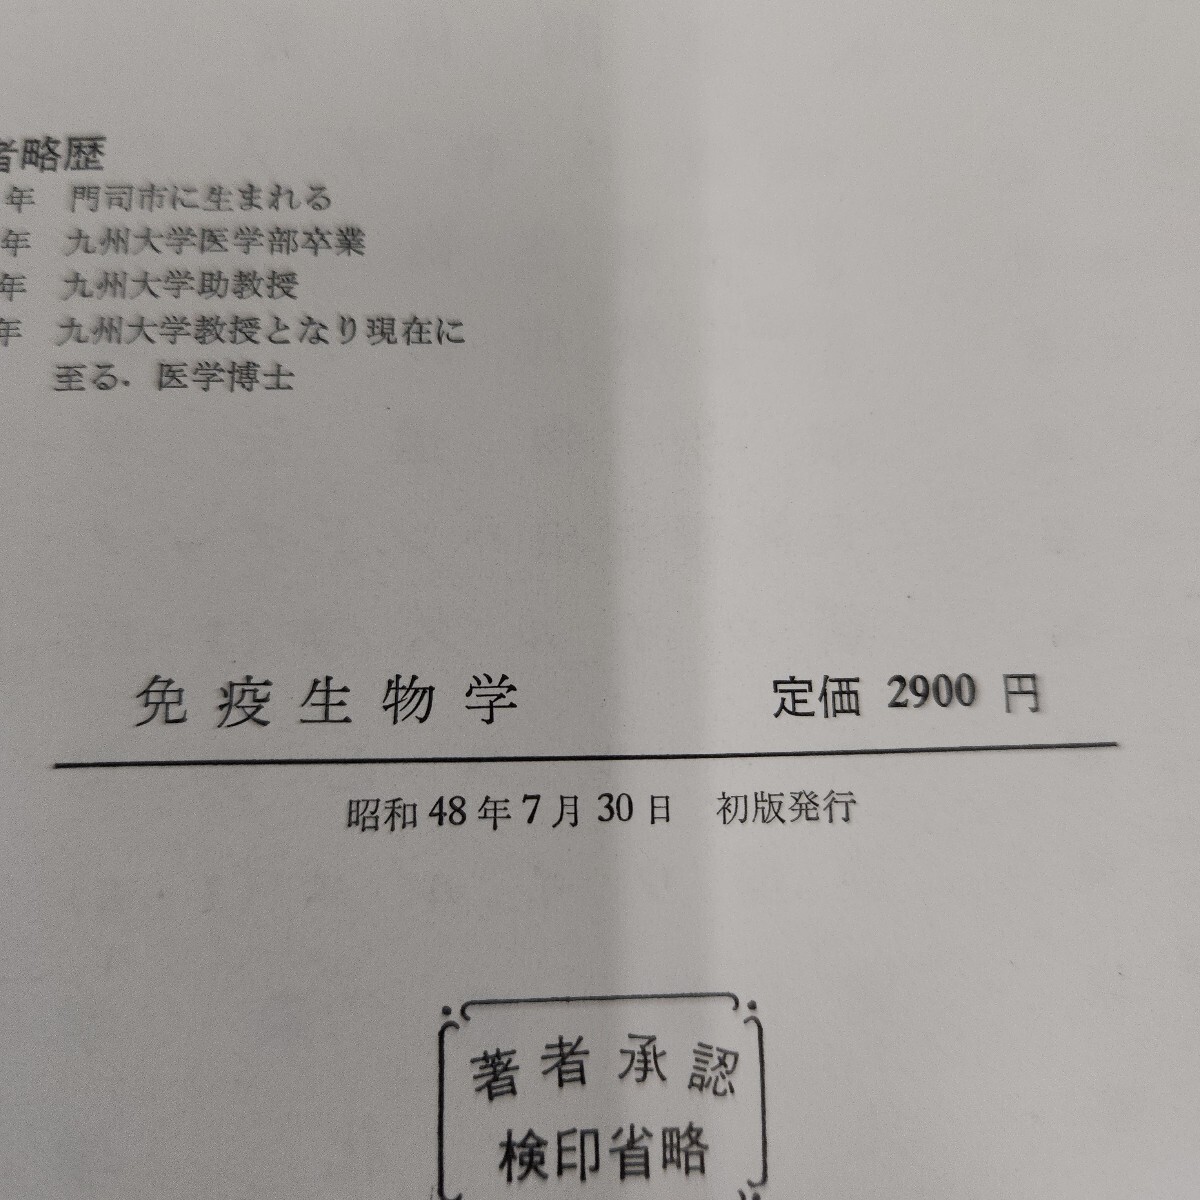 者略歴
年 門司市に生まれる
年 九州大学医学部卒業
年 九州大学助教授
年 九州大学教授となり現在に
至る. 医学博士
免疫生物学 定価 2900 円
昭和 48 年 7 月 30 日 初版発行
著者承認
検印省略